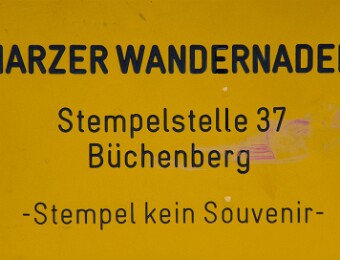 HARZER WANDERNADEL
Stempelstelle 37
Büchenberg
-Stempel kein Souvenir-